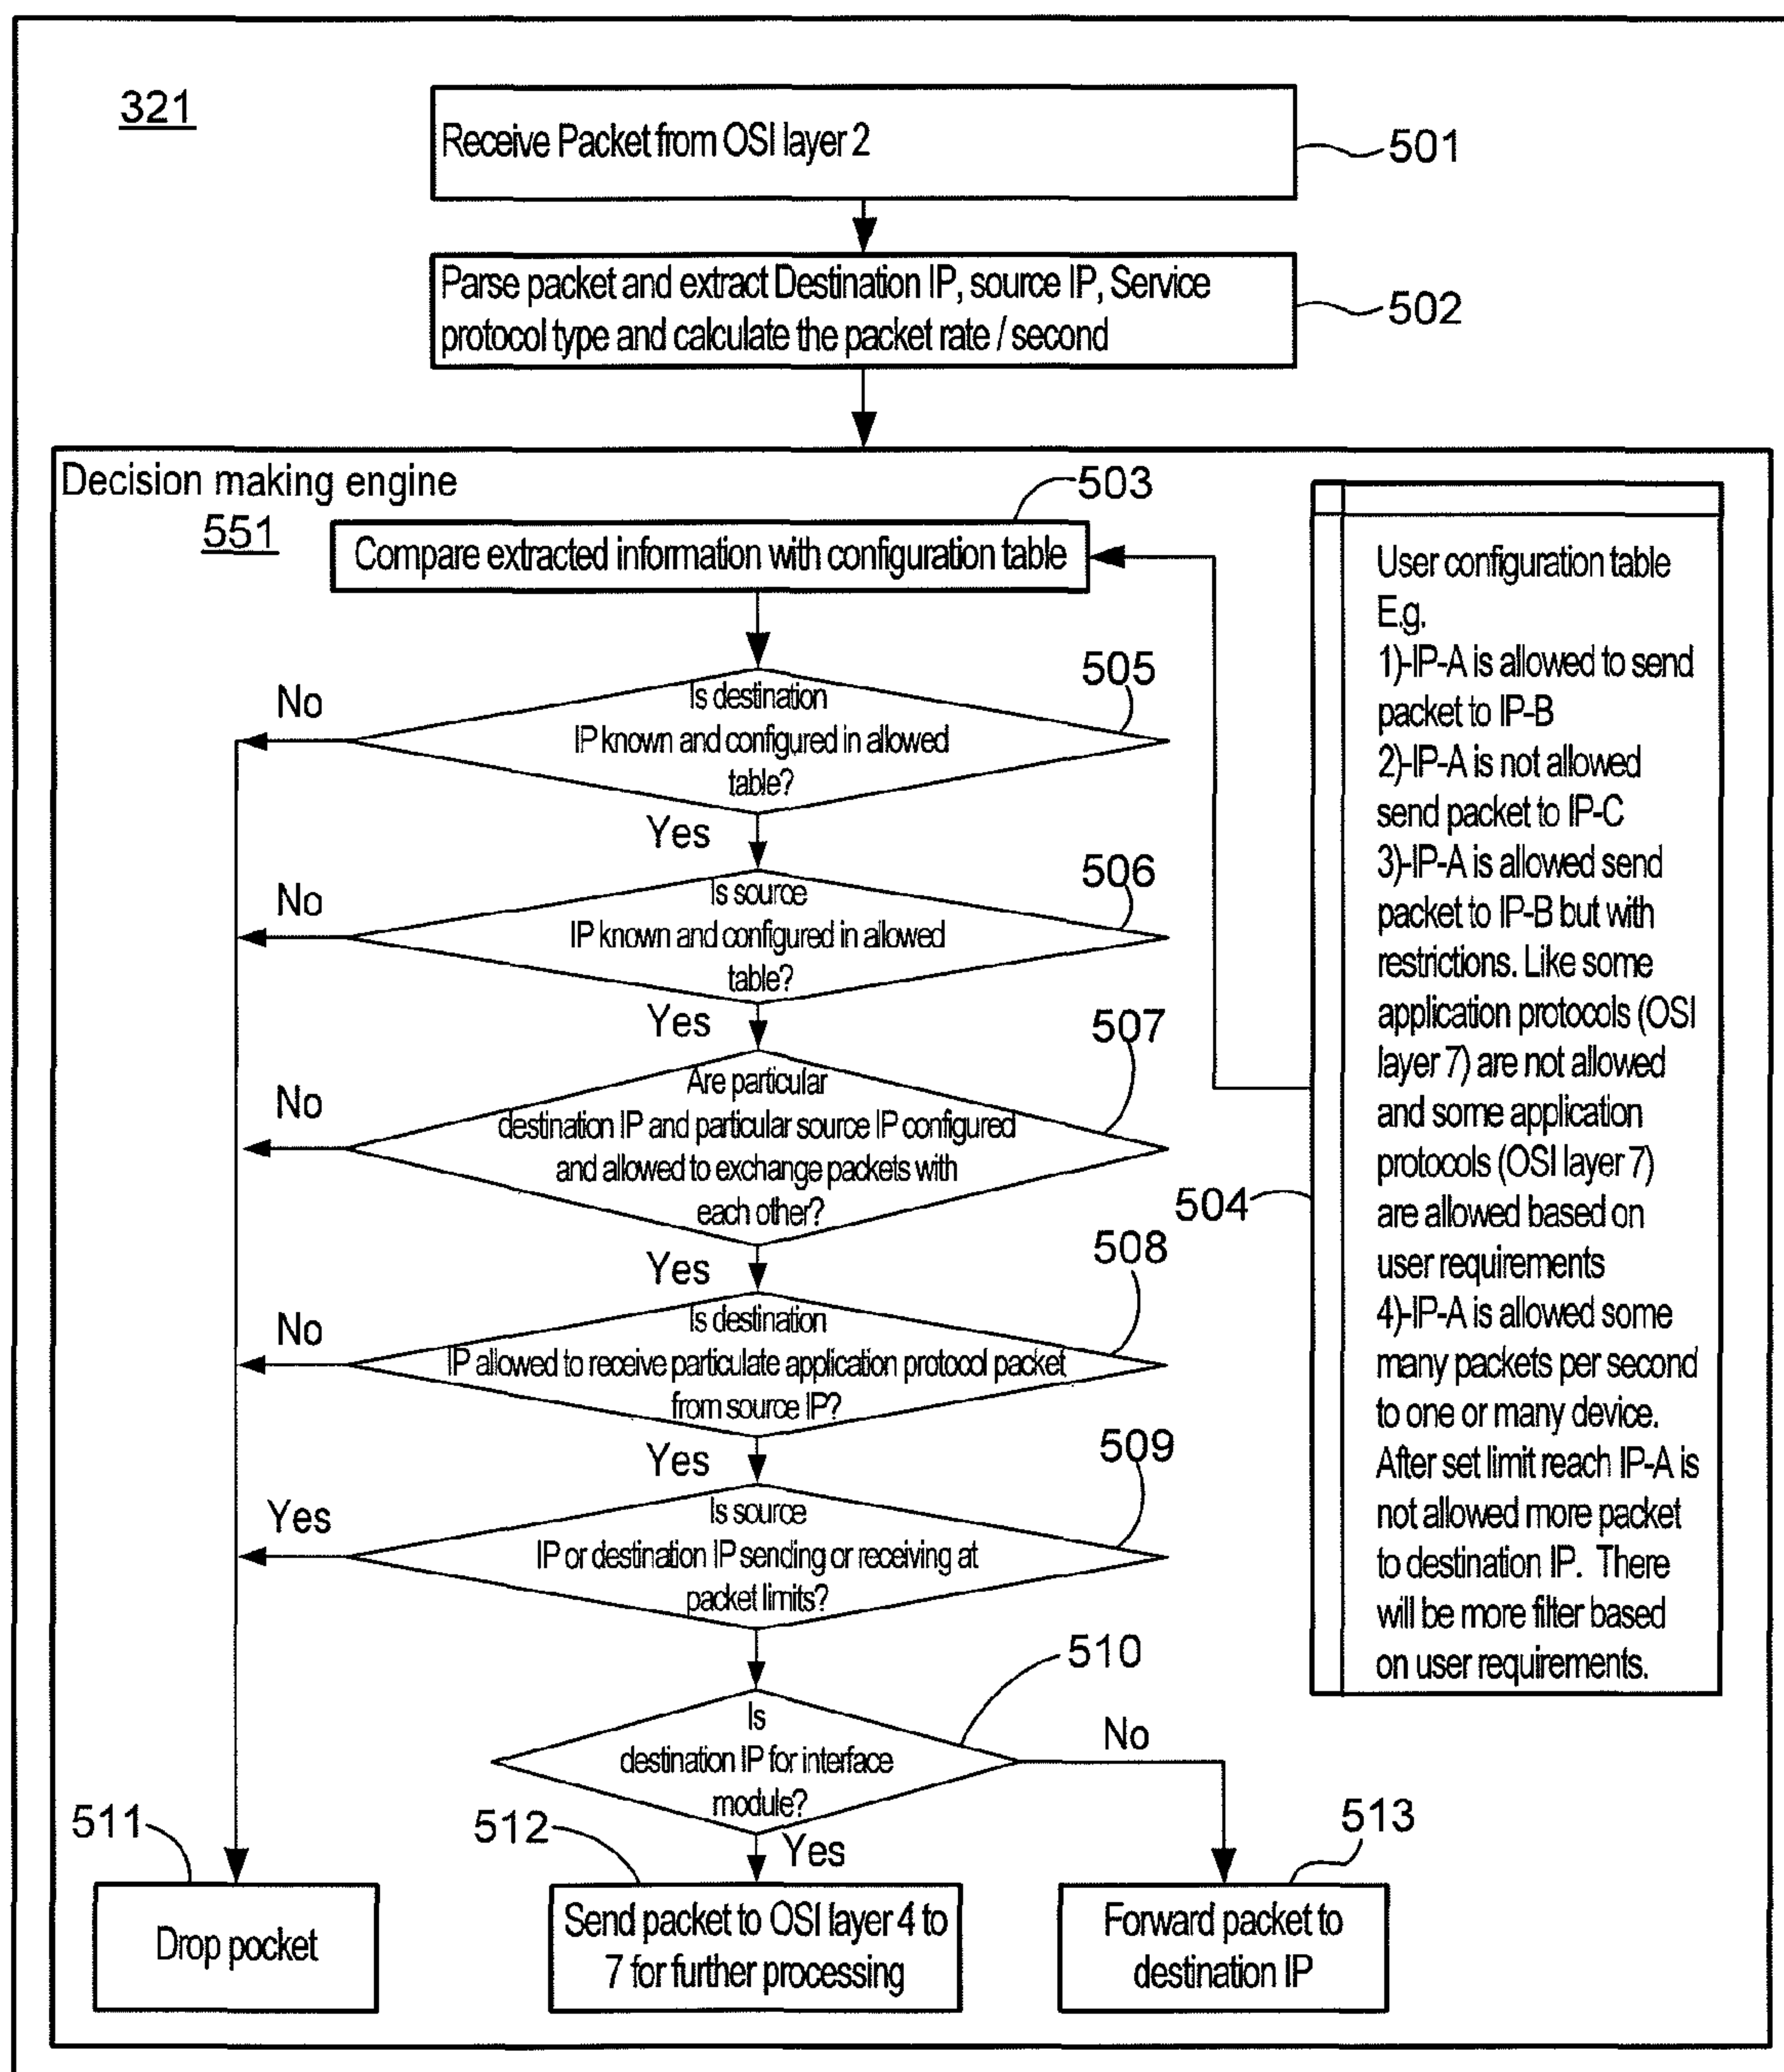 321
Receive Packet from OSI layer 2
501
Parse packet and extract Destination IP, source IP, Service
protocol type and calculate the packet rate / second
502
Decision making engine
551
503
Compare extracted information with configuration table
505
No
Is destination
IP known and configured in allowed
table?
Yes
506
No
Is source
IP known and configured in allowed
table?
Yes
507
No
Are particular
destination IP and particular source IP configured
and allowed to exchange packets with
each other?
Yes
508
No
Is destination
IP allowed to receive particulate application protocol packet
from source IP?
Yes
509
Yes
Is source
IP or destination IP sending or receiving at
packet limits?
510
Is
destination IP for interface
module?
No
Yes
511
Drop pocket
512
Send packet to OSI layer 4 to
7 for further processing
513
Forward packet to
destination IP
504
User configuration table
E.g.
1)-IP-A is allowed to send
packet to IP-B
2)-IP-A is not allowed
send packet to IP-C
3)-IP-A is allowed send
packet to IP-B but with
restrictions. Like some
application protocols (OSI
layer 7) are not allowed
and some application
protocols (OSI layer 7)
are allowed based on
user requirements
4)-IP-A is allowed some
many packets per second
to one or many device.
After set limit reach IP-A is
not allowed more packet
to destination IP. There
will be more filter based
on user requirements.